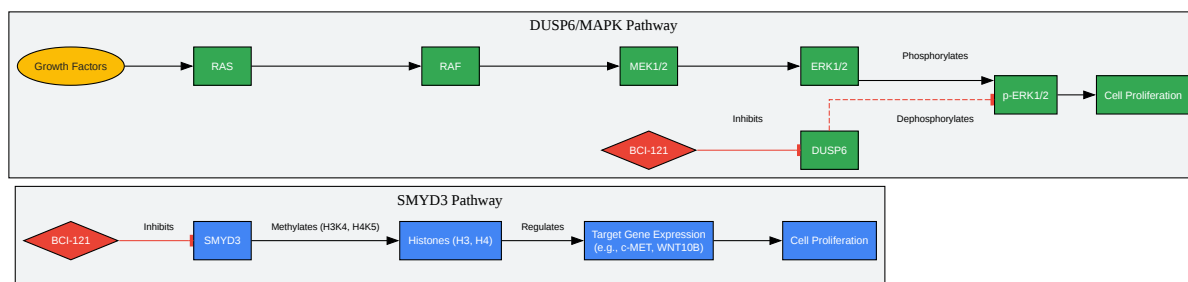 DUSP6/MAPK Pathway
Growth Factors
RAS
RAF
MEK1/2
ERK1/2
Phosphorylates
p-ERK1/2
Cell Proliferation
BCI-121
Inhibits
DUSP6
Dephosphorylates
SMYD3 Pathway
BCI-121
Inhibits
SMYD3
Methylates (H3K4, H4K5)
Histones (H3, H4)
Regulates
Target Gene Expression
(e.g., c-MET, WNT10B)
Cell Proliferation